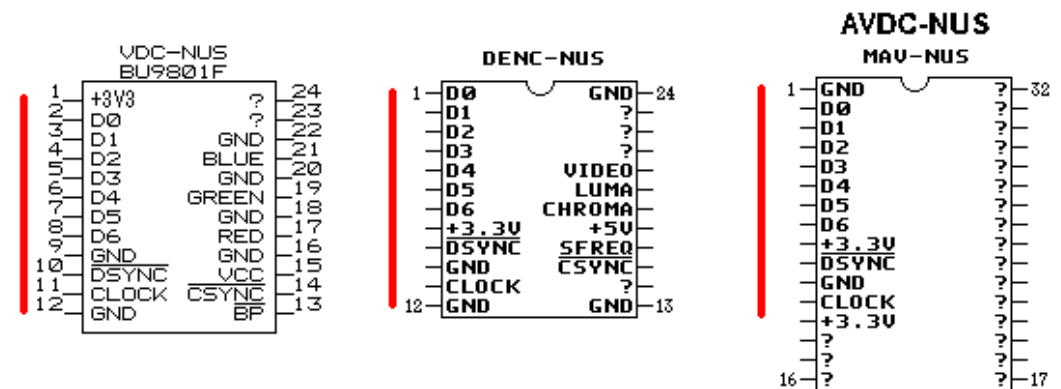 VDC-NUS
BU9801F
1 +3V3 ? 24
2 D0 ? 23
3 D1 GND 22
4 D2 BLUE 21
5 D3 GND 20
6 D4 GREEN 19
7 D5 GND 18
8 D6 RED 17
9 GND GND 16
10 DSYNC VCC 15
11 CLOCK CSYNC 14
12 GND BP 13
DENC-NUS
1 D0 GND 24
D1 ?
D2 ?
D3 ?
D4 VIDEO
D5 LUMA
D6 CHROMA
+3.3V +5V
DSYNC SFREQ
GND CSYNC
CLOCK ?
12 GND GND 13
AVDC-NUS
MAV-NUS
1 GND ? 32
D0 ?
D1 ?
D2 ?
D3 ?
D4 ?
D5 ?
D6 ?
+3.3V ?
DSYNC ?
GND ?
CLOCK ?
+3.3V ?
? ?
? ?
16 ? ? 17